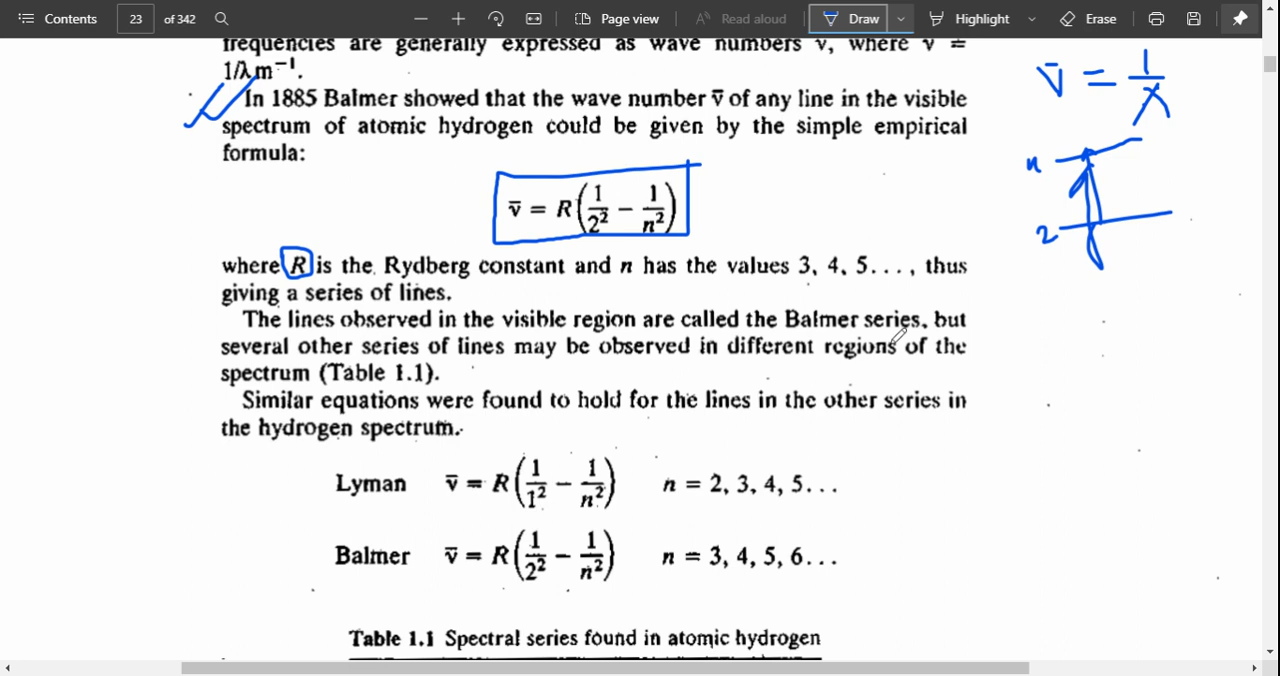 Contents 23 of 342 Page view Read aloud Draw Highlight Erase
frequencies are generally expressed as wave numbers ν̄, where ν̄ =
1/λ m⁻¹.
In 1885 Balmer showed that the wave number ν̄ of any line in the visible
spectrum of atomic hydrogen could be given by the simple empirical
formula:
ν̄ = R(1/2² − 1/n²)
where R is the Rydberg constant and n has the values 3, 4, 5..., thus
giving a series of lines.
The lines observed in the visible region are called the Balmer series, but
several other series of lines may be observed in different regions of the
spectrum (Table 1.1).
Similar equations were found to hold for the lines in the other series in
the hydrogen spectrum.
Lyman ν̄ = R(1/1² − 1/n²) n = 2, 3, 4, 5...
Balmer ν̄ = R(1/2² − 1/n²) n = 3, 4, 5, 6...
Table 1.1 Spectral series found in atomic hydrogen
ν̄ = 1/λ
n
2